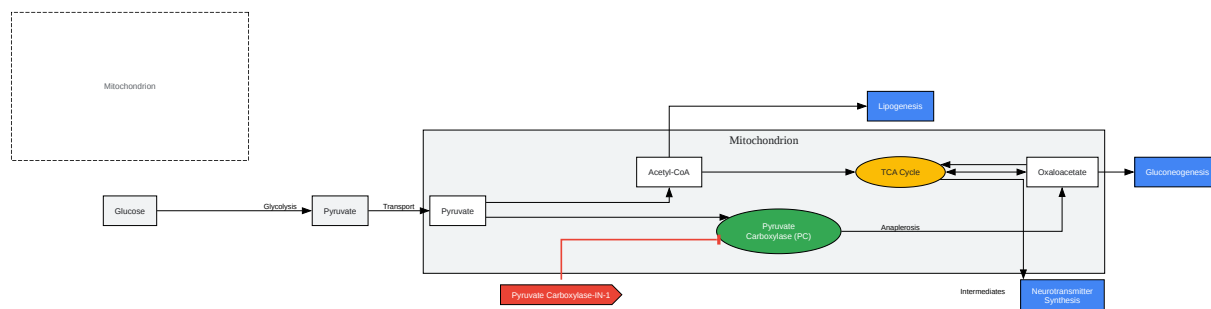 Mitochondrion
Lipogenesis
Mitochondrion
Acetyl-CoA
TCA Cycle
Oxaloacetate
Gluconeogenesis
Glucose
Glycolysis
Pyruvate
Transport
Pyruvate
Pyruvate
Carboxylase (PC)
Anaplerosis
Pyruvate Carboxylase-IN-1
Intermediates
Neurotransmitter
Synthesis